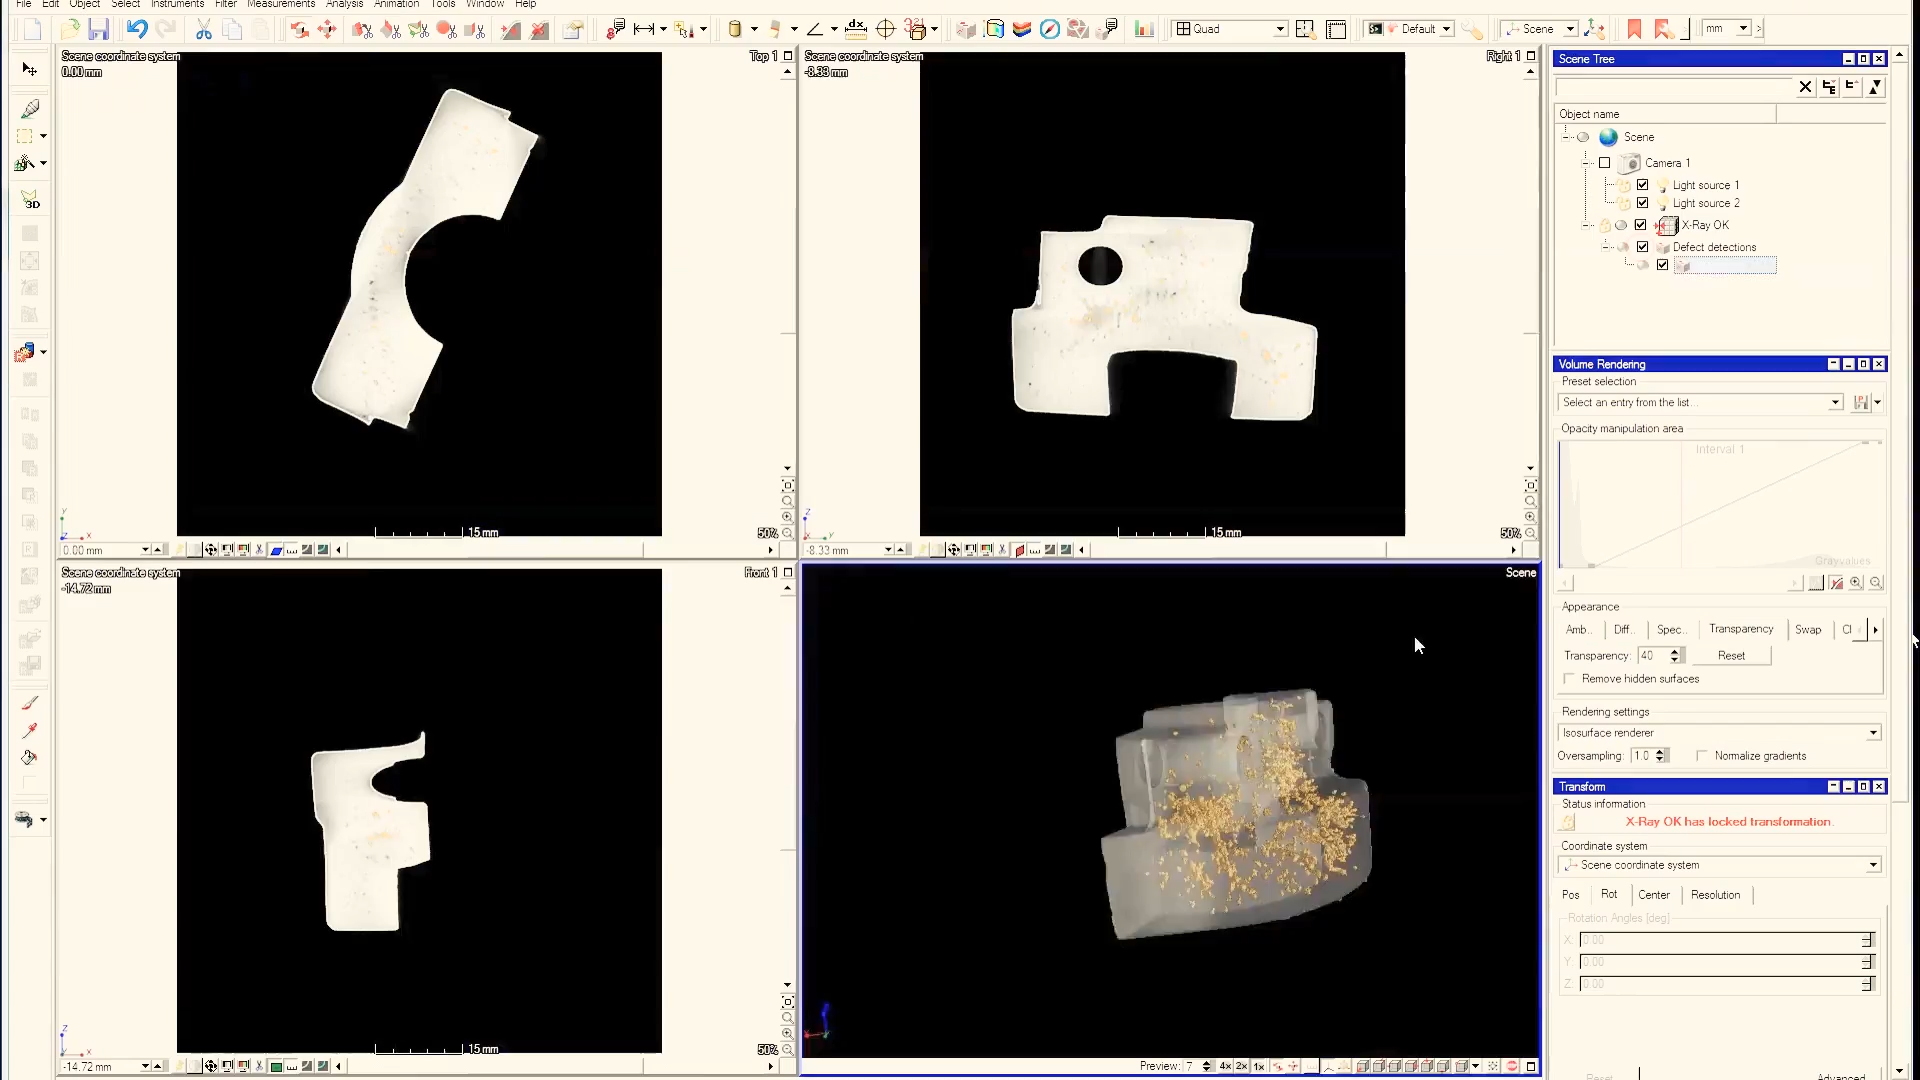 File Edit Object Select Instruments Filter Measurements Analysis Animation Tools Window Help
dx
Quad
Default
Scene
mm
Scene coordinate system
0.00 mm
Top 1
15 mm
50%
0.00 mm
Scene coordinate system
-8.33 mm
Right 1
15 mm
50%
-8.33 mm
3D
Scene coordinate system
-14.72 mm
Front 1
15 mm
50%
-14.72 mm
Scene
Preview: 7
4x 2x 1x
Scene Tree
Object name
Scene
Camera 1
Light source 1
Light source 2
X-Ray OK
Defect detections
Volume Rendering
Preset selection
Select an entry from the list...
Opacity manipulation area
Interval 1
Grayvalues
Appearance
Amb.. Diff.. Spec.. Transparency Swap Cl
Transparency: 40 Reset
Remove hidden surfaces
Rendering settings
Isosurface renderer
Oversampling: 1.0 Normalize gradients
Transform
Status information
X-Ray OK has locked transformation.
Coordinate system
Scene coordinate system
Pos Rot Center Resolution
Rotation Angles [deg]
X: 0.00
Y: 0.00
Z: 0.00
Reset Advanced